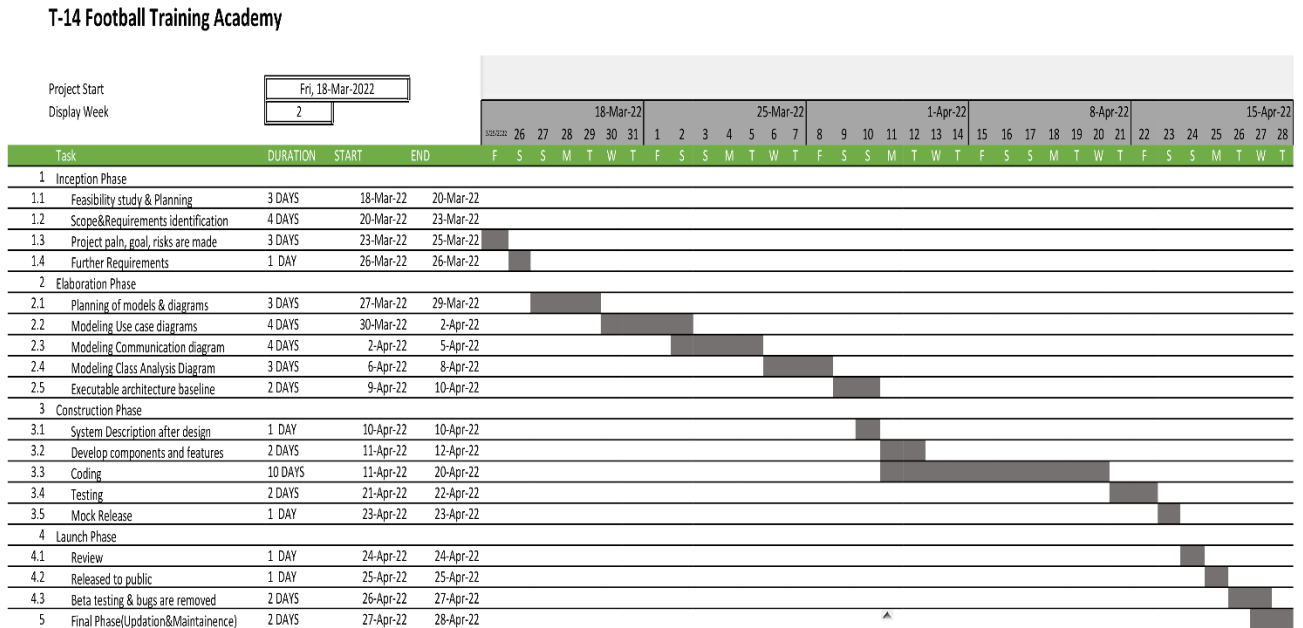 T-14 Football Training Academy
Project Start Fri, 18-Mar-2022
Display Week 2
18-Mar-22 25-Mar-22 1-Apr-22 8-Apr-22 15-Apr-22
3/25/2022 26 27 28 29 30 31 1 2 3 4 5 6 7 8 9 10 11 12 13 14 15 16 17 18 19 20 21 22 23 24 25 26 27 28
Task DURATION START END F S S M T W T F S S M T W T F S S M T W T F S S M T W T F S S M T W T
1 Inception Phase
1.1 Feasibility study & Planning 3 DAYS 18-Mar-22 20-Mar-22
1.2 Scope&Requirements identification 4 DAYS 20-Mar-22 23-Mar-22
1.3 Project paln, goal, risks are made 3 DAYS 23-Mar-22 25-Mar-22
1.4 Further Requirements 1 DAY 26-Mar-22 26-Mar-22
2 Elaboration Phase
2.1 Planning of models & diagrams 3 DAYS 27-Mar-22 29-Mar-22
2.2 Modeling Use case diagrams 4 DAYS 30-Mar-22 2-Apr-22
2.3 Modeling Communication diagram 4 DAYS 2-Apr-22 5-Apr-22
2.4 Modeling Class Analysis Diagram 3 DAYS 6-Apr-22 8-Apr-22
2.5 Executable architecture baseline 2 DAYS 9-Apr-22 10-Apr-22
3 Construction Phase
3.1 System Description after design 1 DAY 10-Apr-22 10-Apr-22
3.2 Develop components and features 2 DAYS 11-Apr-22 12-Apr-22
3.3 Coding 10 DAYS 11-Apr-22 20-Apr-22
3.4 Testing 2 DAYS 21-Apr-22 22-Apr-22
3.5 Mock Release 1 DAY 23-Apr-22 23-Apr-22
4 Launch Phase
4.1 Review 1 DAY 24-Apr-22 24-Apr-22
4.2 Released to public 1 DAY 25-Apr-22 25-Apr-22
4.3 Beta testing & bugs are removed 2 DAYS 26-Apr-22 27-Apr-22
5 Final Phase(Updation&Maintainence) 2 DAYS 27-Apr-22 28-Apr-22